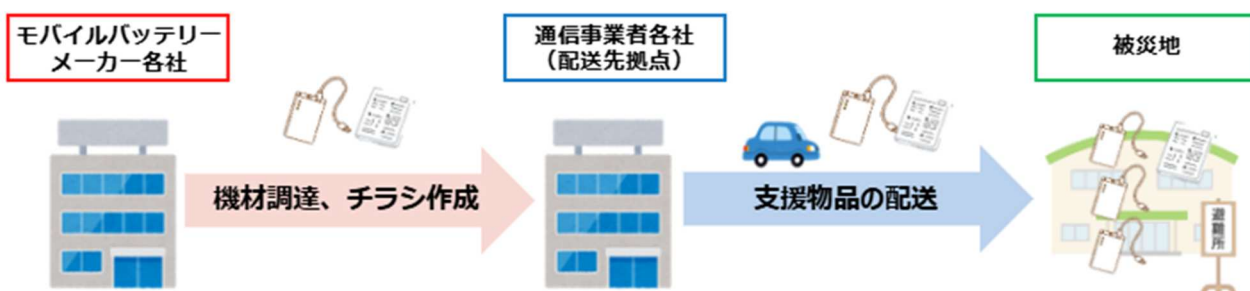 モバイルバッテリー
メーカー各社
通信事業者各社
（配送先拠点）
被災地
機材調達、チラシ作成
支援物品の配送
避難所